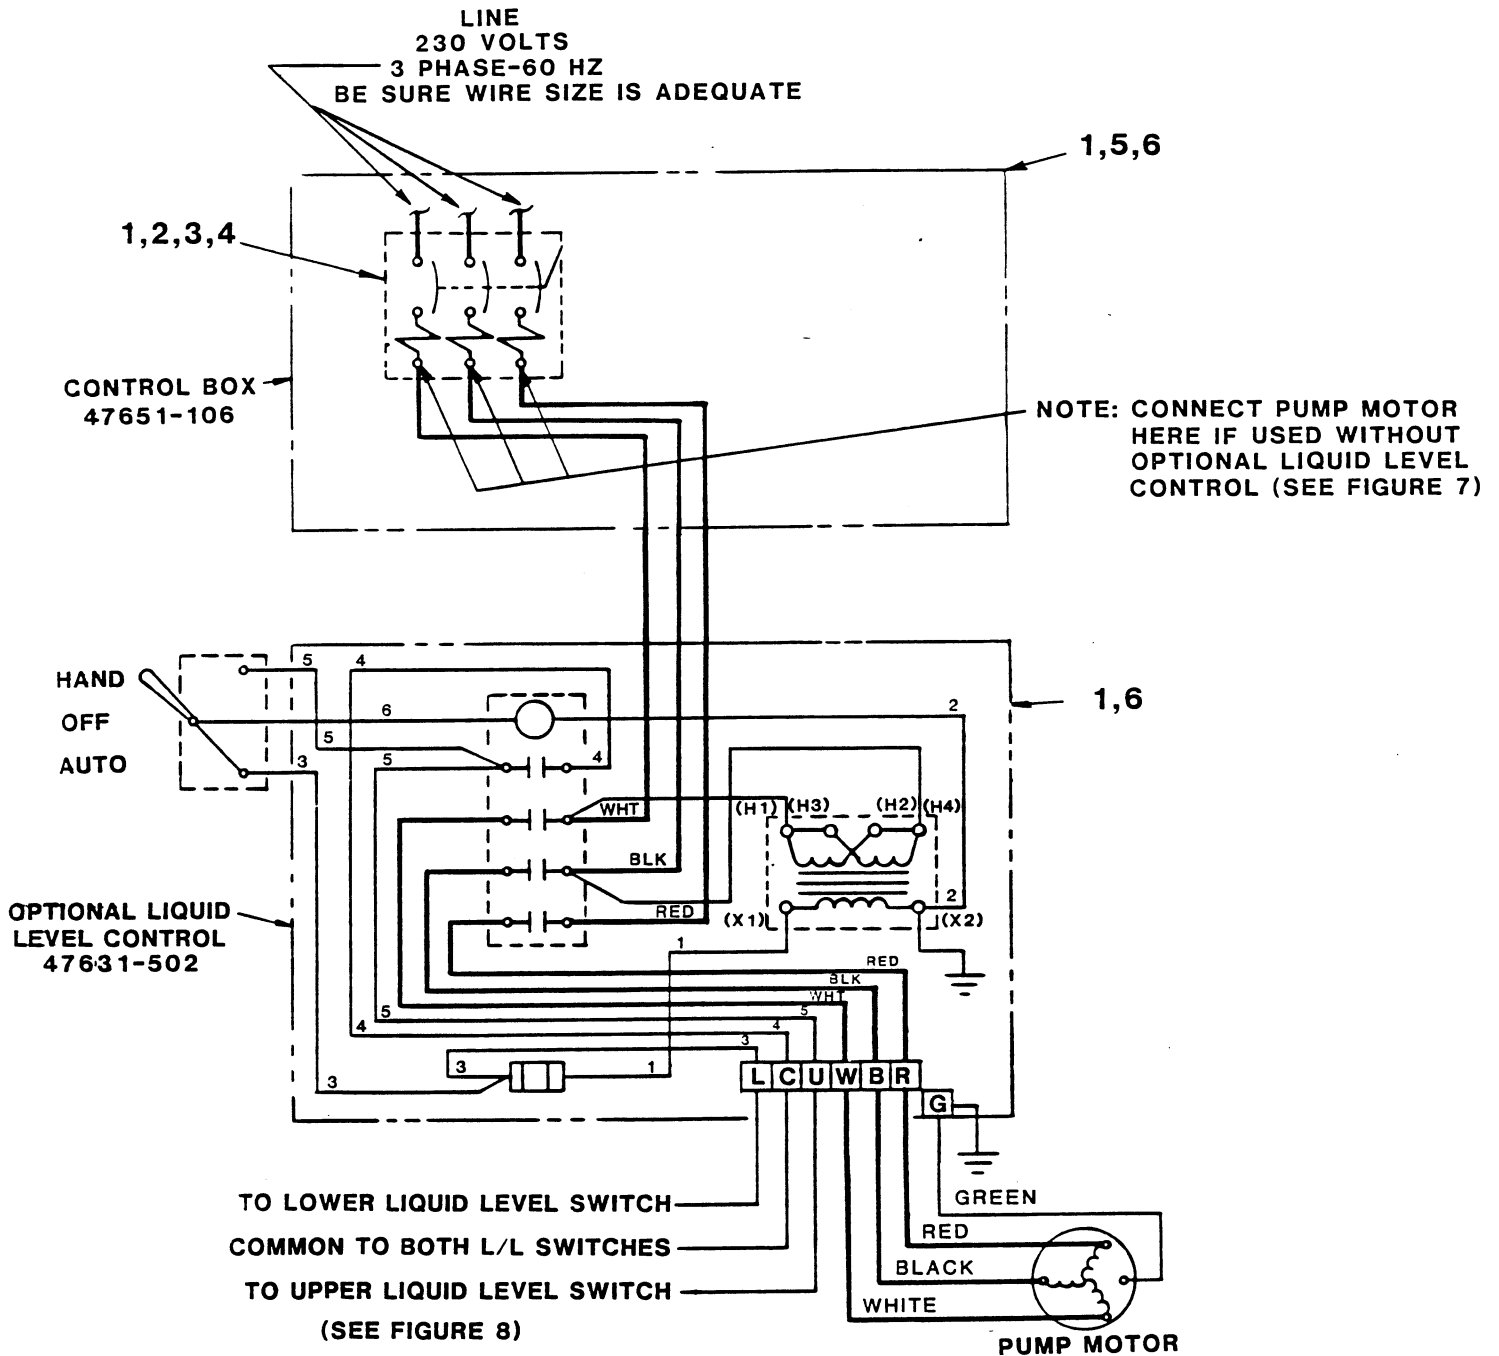 LINE
230 VOLTS
3 PHASE-60 HZ
BE SURE WIRE SIZE IS ADEQUATE
1,5,6
1,2,3,4
CONTROL BOX
47651-106
NOTE: CONNECT PUMP MOTOR
HERE IF USED WITHOUT
OPTIONAL LIQUID LEVEL
CONTROL (SEE FIGURE 7)
HAND
OFF
AUTO
5
4
6
2
1,6
5
3
5
4
WHT
(H1)
(H3)
(H2)
(H4)
BLK
2
RED
(X1)
(X2)
OPTIONAL LIQUID
LEVEL CONTROL
47631-502
1
RED
BLK
WHT
5
5
4
4
3
3
1
3
L C U W B R
G
TO LOWER LIQUID LEVEL SWITCH
COMMON TO BOTH L/L SWITCHES
TO UPPER LIQUID LEVEL SWITCH
(SEE FIGURE 8)
GREEN
RED
BLACK
WHITE
PUMP MOTOR